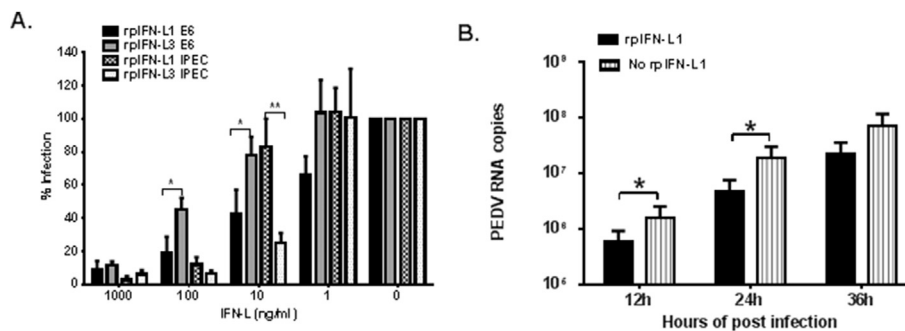 A.
rpIFN-L1 E6
rpIFN-L3 E6
rpIFN-L1 IPEC
rpIFN-L3 IPEC
% Infection
140
120
100
80
60
40
20
0
*
*
**
1000 100 10 1 0
IFN-L (ng/ml)
B.
rpIFN-L1
No rpIFN-L1
PEDV RNA copies
10⁹
10⁸
10⁷
10⁶
10⁵
*
*
12h 24h 36h
Hours of post infection